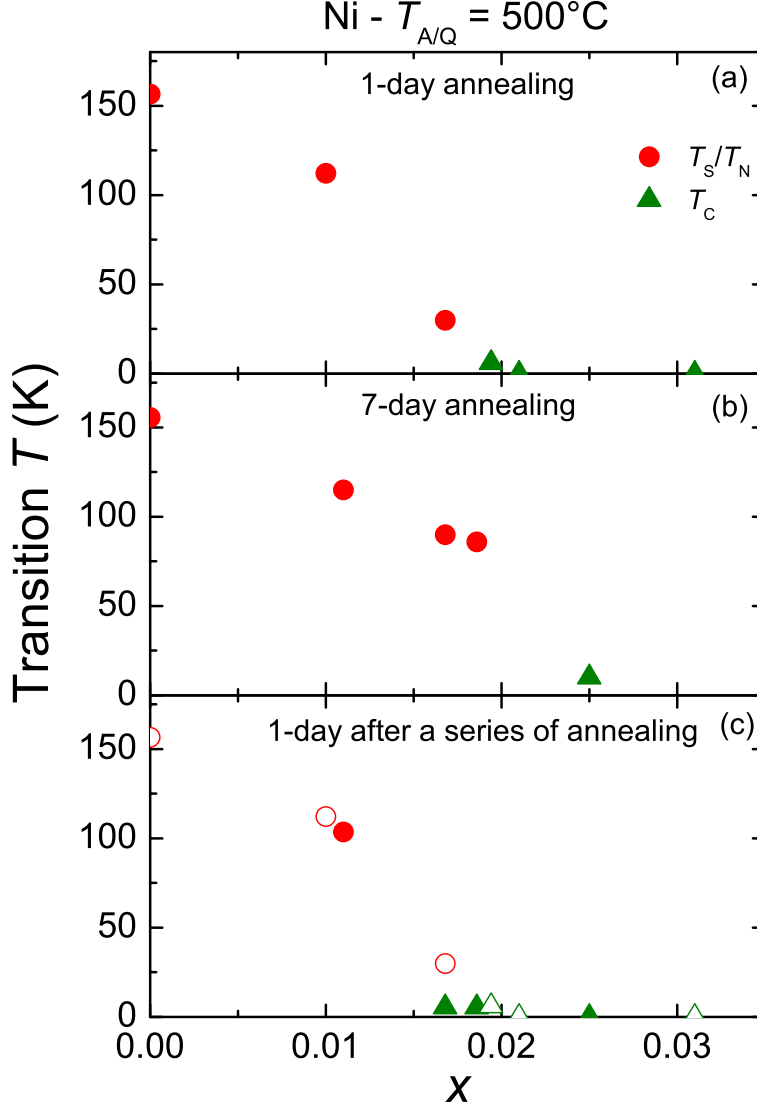 Ni - T_A/Q = 500°C
1-day annealing
(a)
T_S/T_N
T_C
150
100
50
0
7-day annealing
(b)
150
100
50
0
Transition T (K)
1-day after a series of annealing
(c)
150
100
50
0
0.00 0.01 0.02 0.03
x